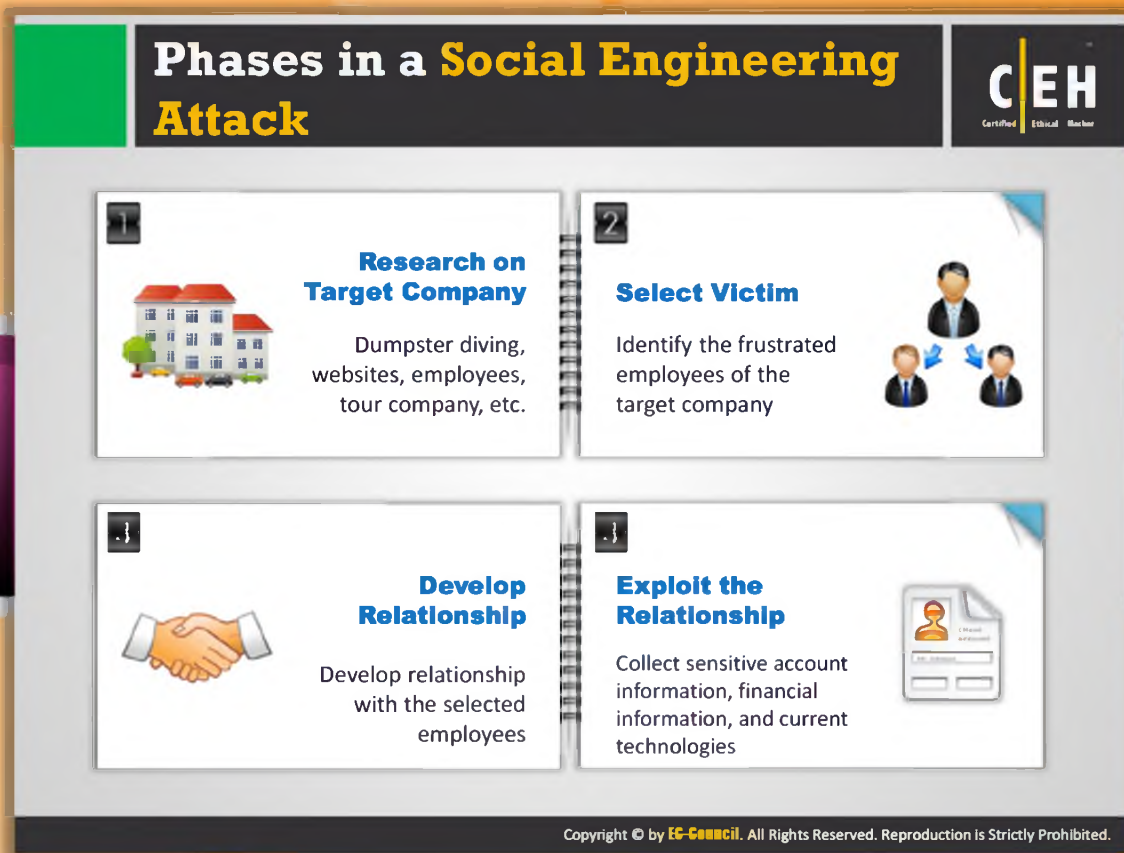 Phases in a Social Engineering
Attack
C|EH
Certified Ethical Hacker
1
Research on
Target Company
Dumpster diving,
websites, employees,
tour company, etc.
2
Select Victim
Identify the frustrated
employees of the
target company
Develop
Relationship
Develop relationship
with the selected
employees
Exploit the
Relationship
Collect sensitive account
information, financial
information, and current
technologies
Copyright © by EC-Council. All Rights Reserved. Reproduction is Strictly Prohibited.